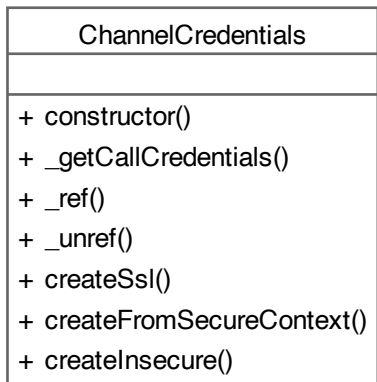 ChannelCredentials
+ constructor()
+ _getCallCredentials()
+ _ref()
+ _unref()
+ createSsl()
+ createFromSecureContext()
+ createInsecure()